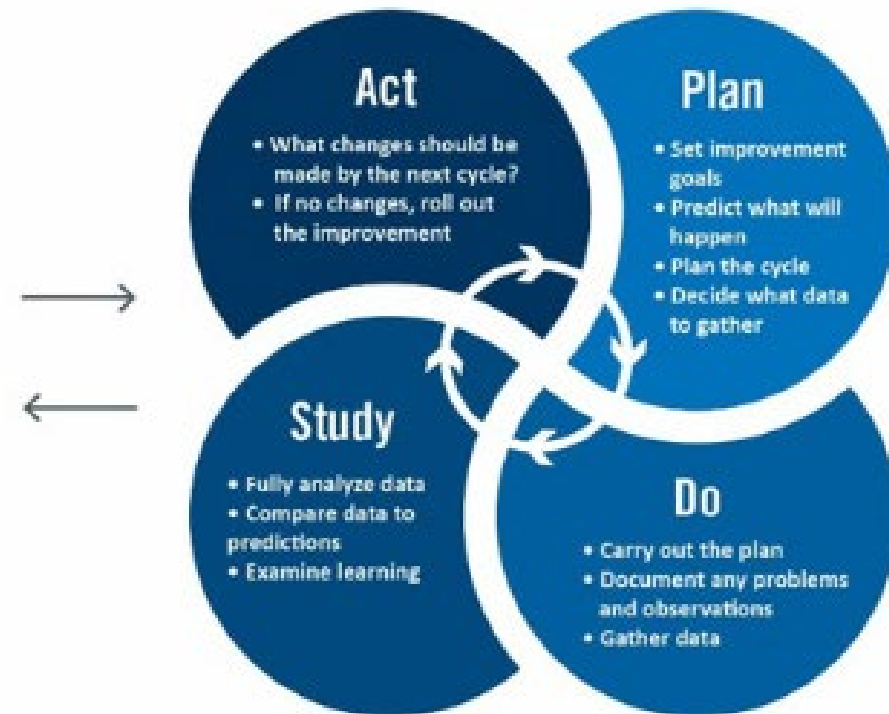 Act
• What changes should be
made by the next cycle?
• If no changes, roll out
the improvement
Plan
• Set improvement
goals
• Predict what will
happen
• Plan the cycle
• Decide what data
to gather
Study
• Fully analyze data
• Compare data to
predictions
• Examine learning
Do
• Carry out the plan
• Document any problems
and observations
• Gather data